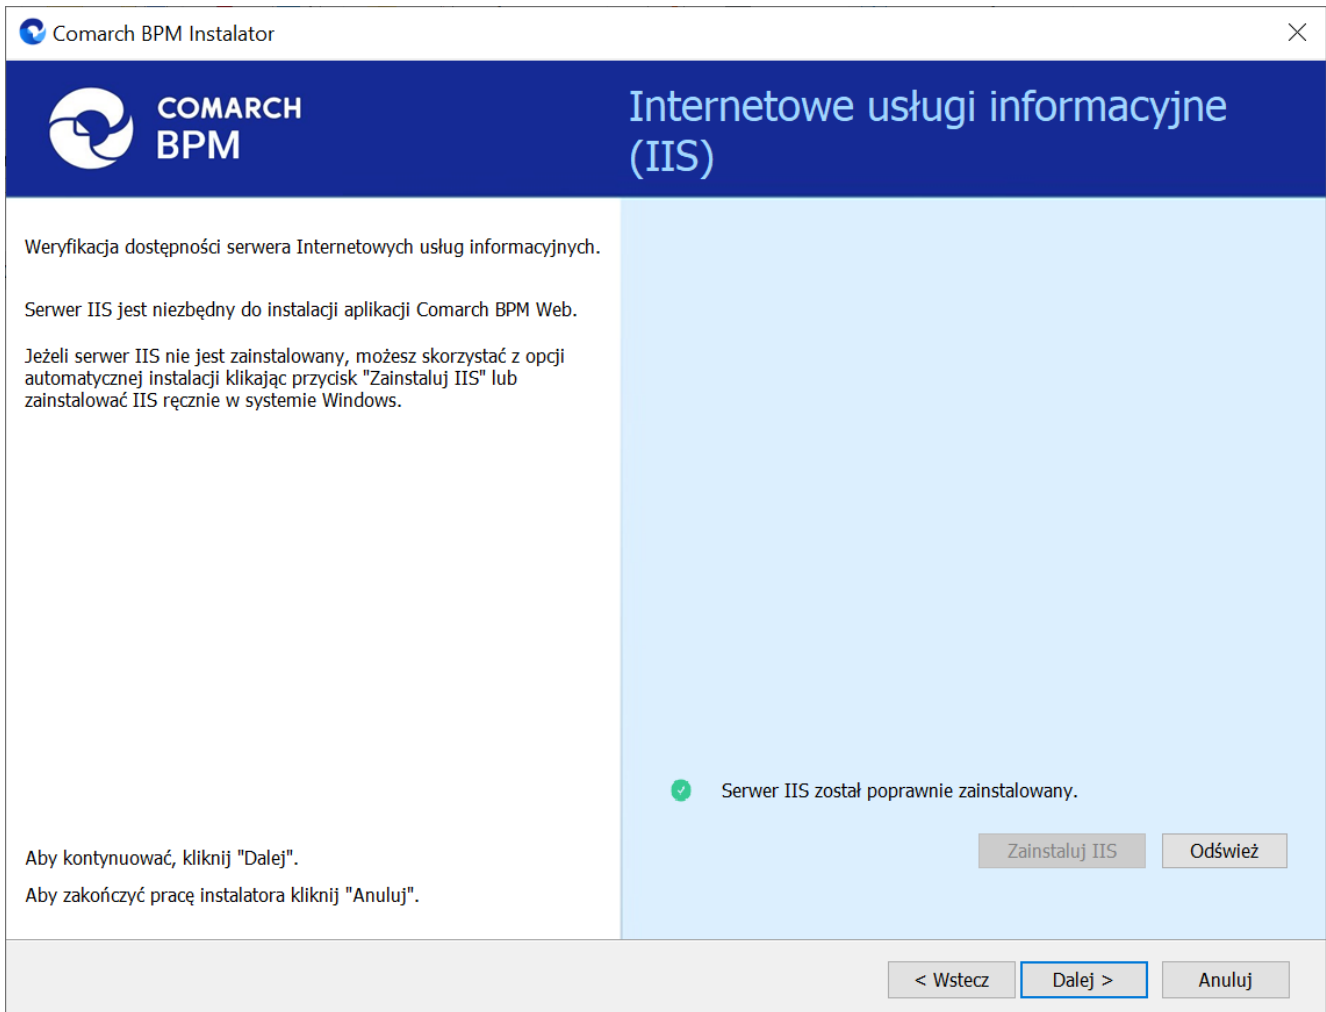 Comarch BPM Instalator
COMARCH
BPM
Internetowe usługi informacyjne
(IIS)
Weryfikacja dostępności serwera Internetowych usług informacyjnych.
Serwer IIS jest niezbędny do instalacji aplikacji Comarch BPM Web.
Jeżeli serwer IIS nie jest zainstalowany, możesz skorzystać z opcji
automatycznej instalacji klikając przycisk "Zainstaluj IIS" lub
zainstalować IIS ręcznie w systemie Windows.
Serwer IIS został poprawnie zainstalowany.
Zainstaluj IIS
Odśwież
Aby kontynuować, kliknij "Dalej".
Aby zakończyć pracę instalatora kliknij "Anuluj".
< Wstecz
Dalej >
Anuluj